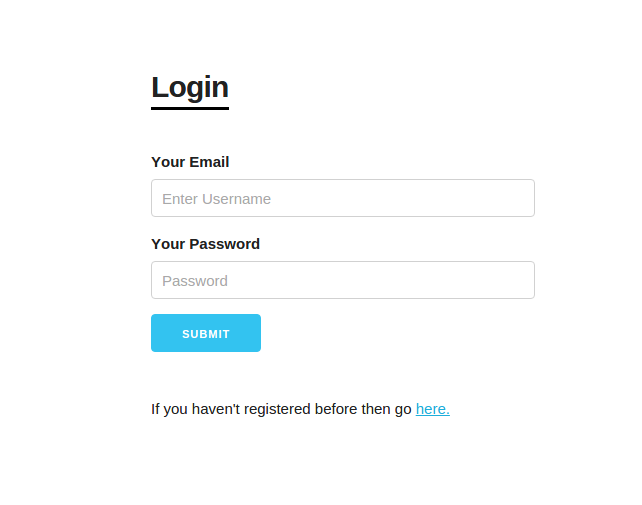 Login
Your Email
Enter Username
Your Password
Password
SUBMIT
If you haven't registered before then go here.